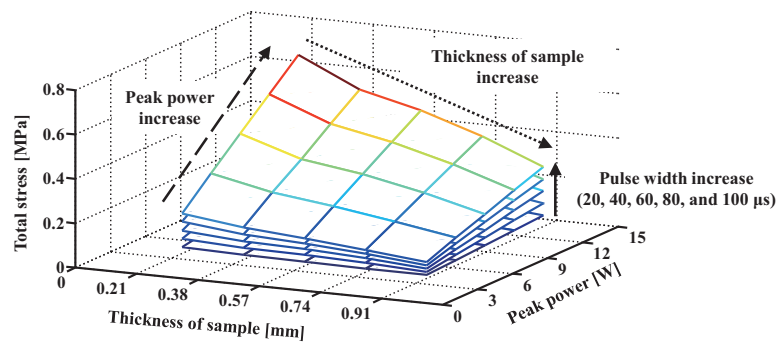 Thickness of sample
increase
Peak power
increase
Pulse width increase
(20, 40, 60, 80, and 100 µs)
Total stress [MPa]
0.8
0.6
0.4
0.2
0
0
0.21
0.38
0.57
0.74
0.91
Thickness of sample [mm]
0
3
6
9
12
15
Peak power [W]